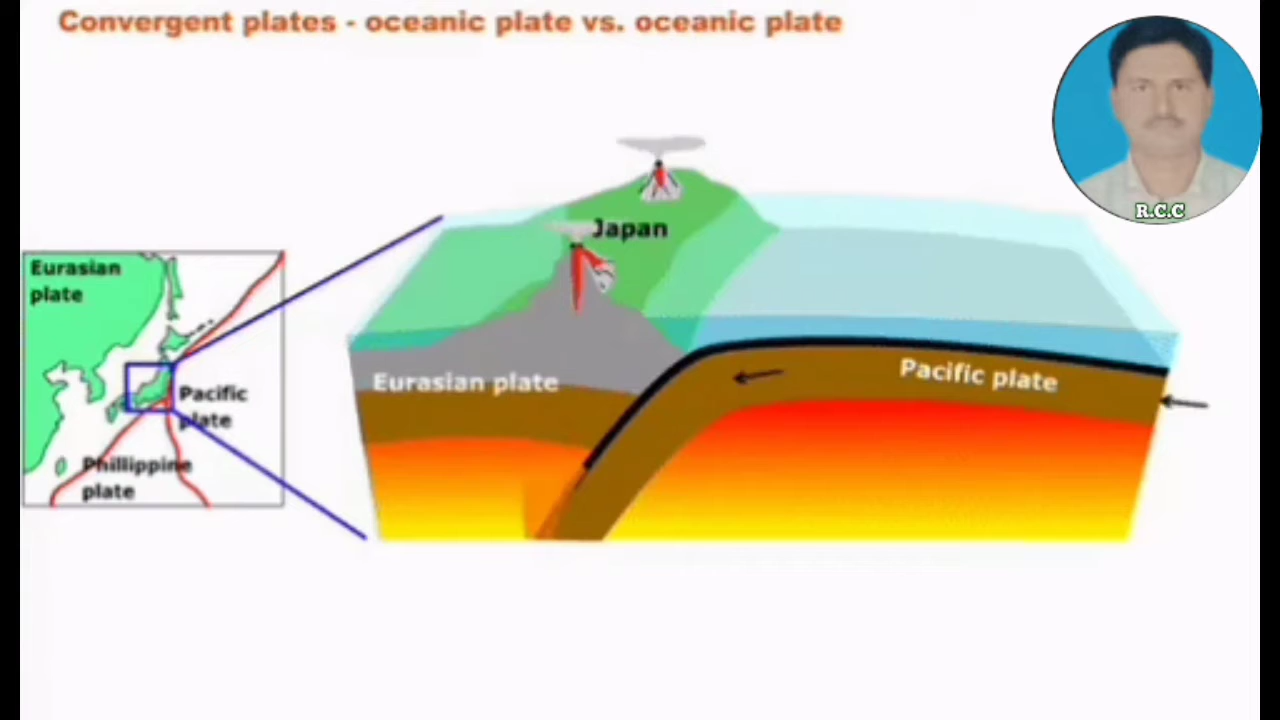 Convergent plates - oceanic plate vs. oceanic plate
R.C.C
Japan
Eurasian
plate
Eurasian plate
Pacific plate
Pacific
plate
Phillippine
plate